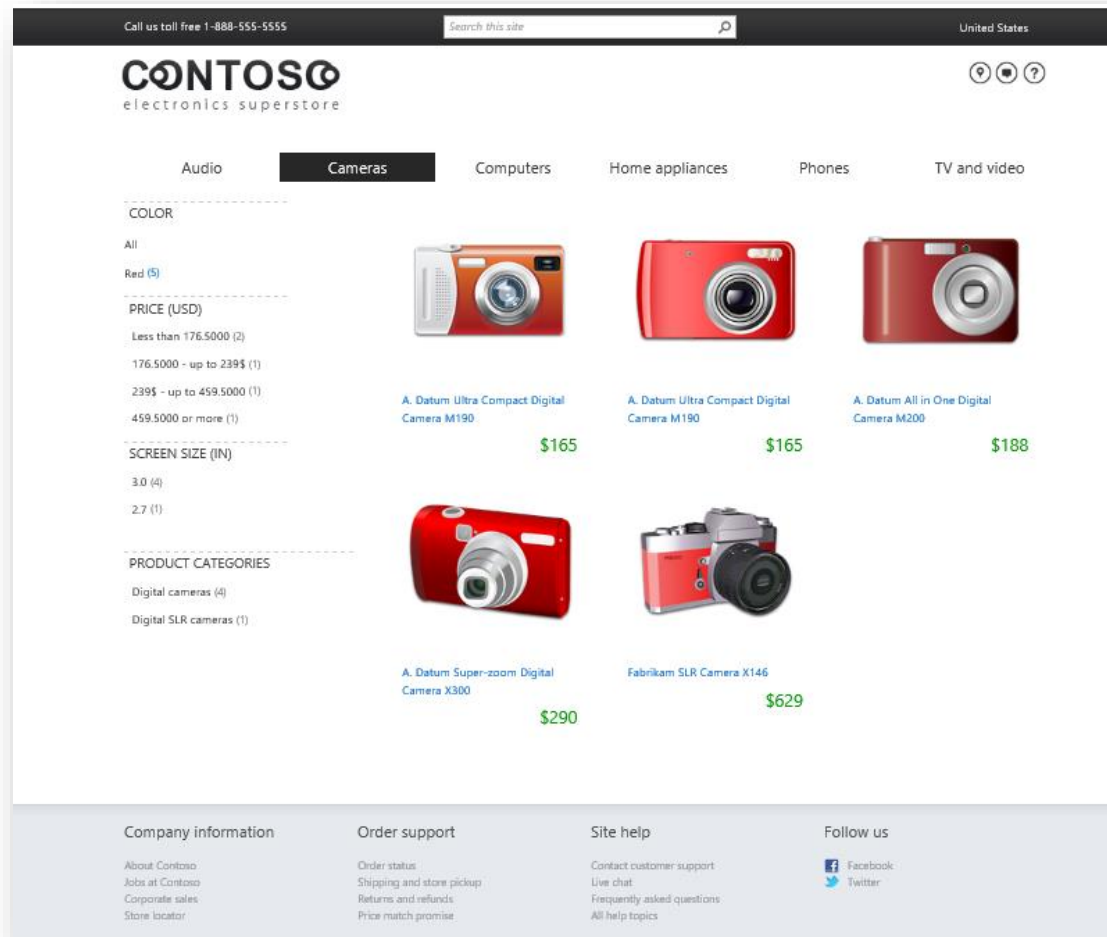 Call us toll free 1-888-555-5555
Search this site
United States
CONTOSO
electronics superstore
Audio
Cameras
Computers
Home appliances
Phones
TV and video
COLOR
All
Red (5)
PRICE (USD)
Less than 176.5000 (2)
176.5000 - up to 239$ (1)
239$ - up to 459.5000 (1)
459.5000 or more (1)
SCREEN SIZE (IN)
3.0 (4)
2.7 (1)
PRODUCT CATEGORIES
Digital cameras (4)
Digital SLR cameras (1)
A. Datum Ultra Compact Digital
Camera M190
$165
A. Datum Ultra Compact Digital
Camera M190
$165
A. Datum All in One Digital
Camera M200
$188
A. Datum Super-zoom Digital
Camera X300
$290
Fabrikam SLR Camera X146
$629
Company information
About Contoso
Jobs at Contoso
Corporate sales
Store locator
Order support
Order status
Shipping and store pickup
Returns and refunds
Price match promise
Site help
Contact customer support
Live chat
Frequently asked questions
All help topics
Follow us
Facebook
Twitter